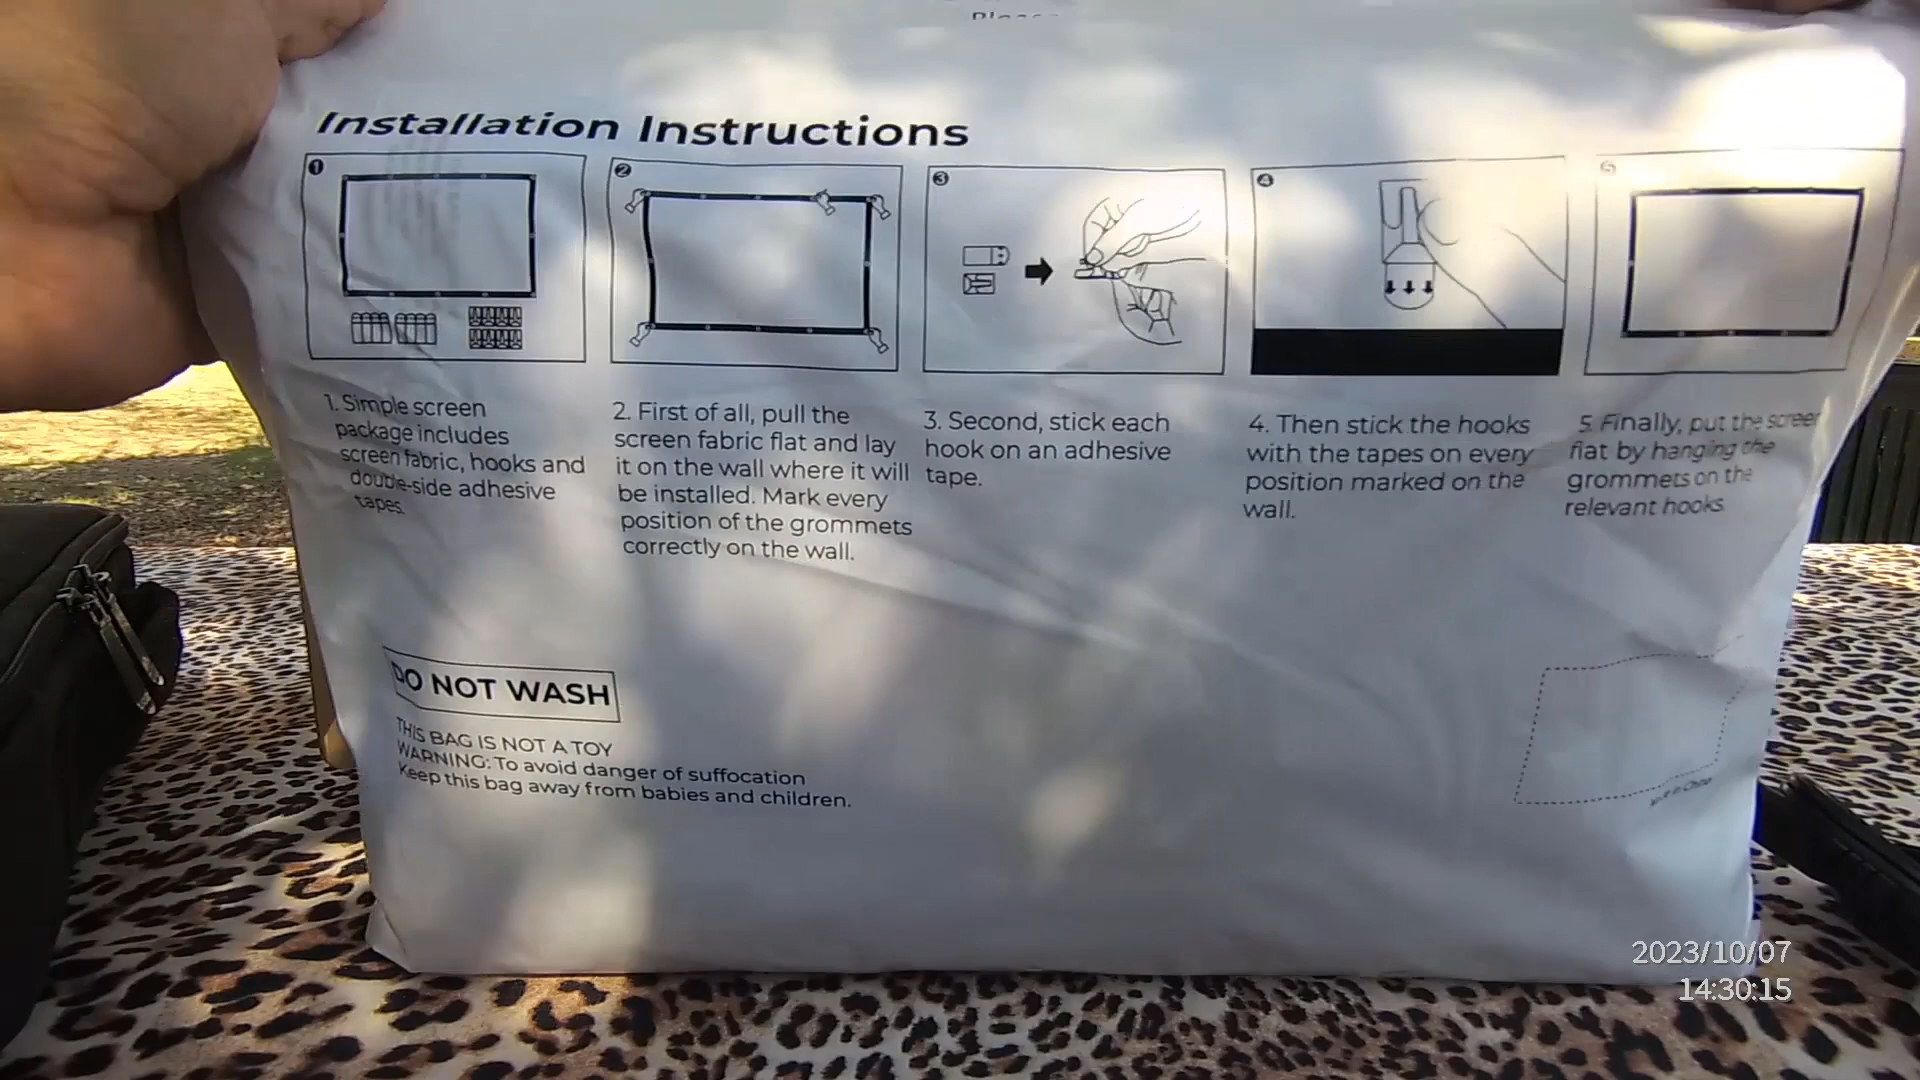 Installation Instructions
1
2
3
4
5
1. Simple screen
package includes
screen fabric, hooks and
double-side adhesive
tapes.
2. First of all, pull the
screen fabric flat and lay
it on the wall where it will
be installed. Mark every
position of the grommets
correctly on the wall.
3. Second, stick each
hook on an adhesive
tape.
4. Then stick the hooks
with the tapes on every
position marked on the
wall.
5. Finally, put the screen
flat by hanging the
grommets on the
relevant hooks.
DO NOT WASH
THIS BAG IS NOT A TOY
WARNING: To avoid danger of suffocation
Keep this bag away from babies and children.
2023/10/07
14:30:15